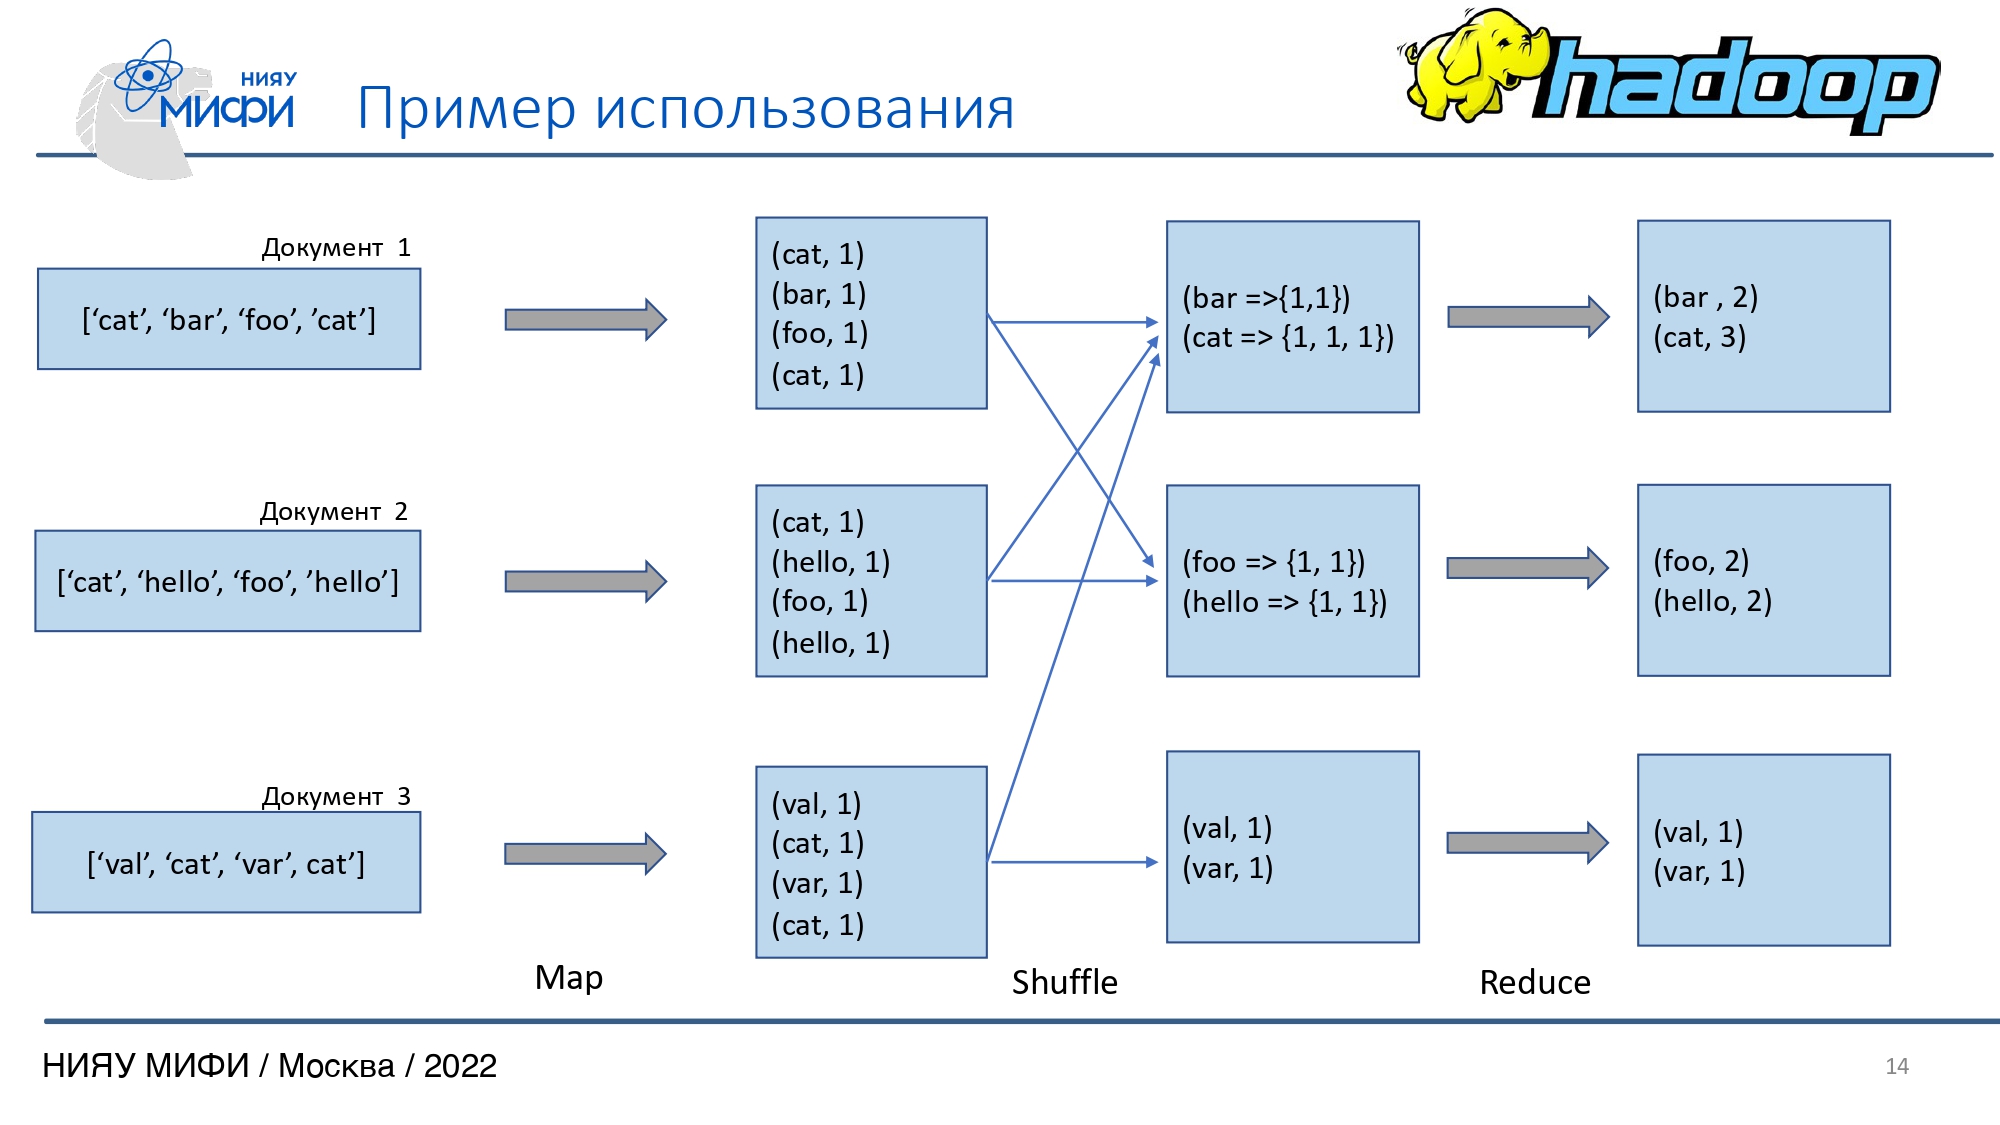 НИЯУ
МИФИ
Пример использования
hadoop
Документ 1
['cat', 'bar', 'foo', ’cat’]
(cat, 1)
(bar, 1)
(foo, 1)
(cat, 1)
(bar =>{1,1})
(cat => {1, 1, 1})
(bar , 2)
(cat, 3)
Документ 2
[‘cat’, ‘hello’, ‘foo’, ’hello’]
(cat, 1)
(hello, 1)
(foo, 1)
(hello, 1)
(foo => {1, 1})
(hello => {1, 1})
(foo, 2)
(hello, 2)
Документ 3
[‘val’, ‘cat’, ‘var’, cat’]
(val, 1)
(cat, 1)
(var, 1)
(cat, 1)
(val, 1)
(var, 1)
(val, 1)
(var, 1)
Map
Shuffle
Reduce
НИЯУ МИФИ / Москва / 2022
14